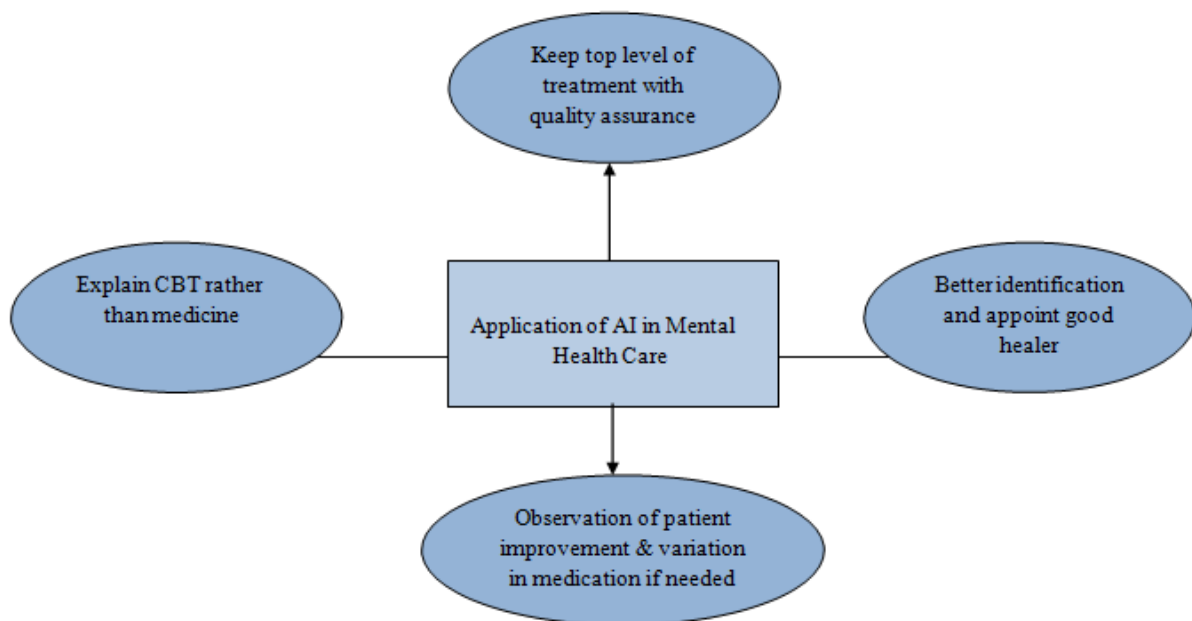 Keep top level of
treatment with
quality assurance
Explain CBT rather
than medicine
Application of AI in Mental
Health Care
Better identification
and appoint good
healer
Observation of patient
improvement & variation
in medication if needed